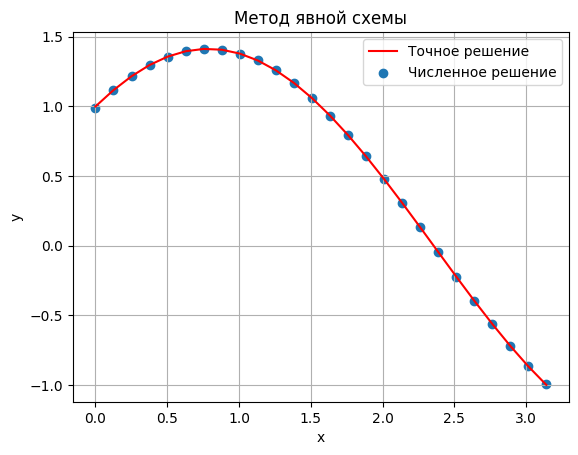 Метод явной схемы
Точное решение
Численное решение
y
1.5
1.0
0.5
0.0
−0.5
−1.0
0.0 0.5 1.0 1.5 2.0 2.5 3.0
x